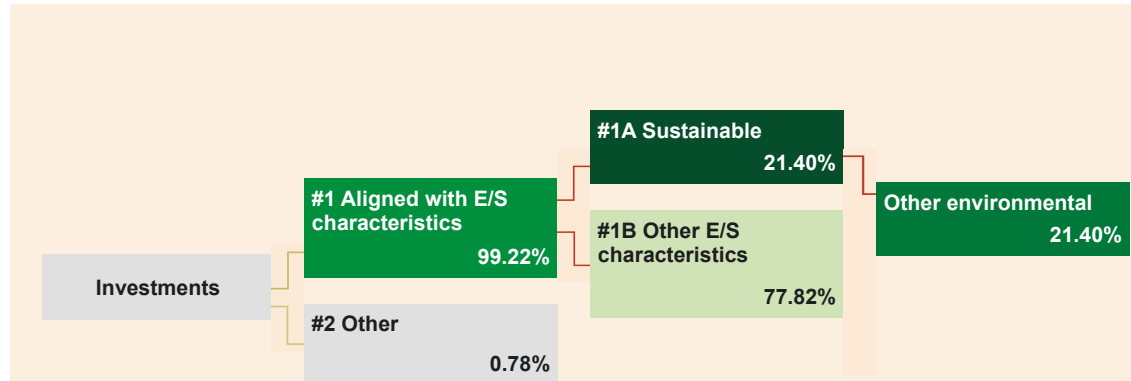 Investments
#1 Aligned with E/S
characteristics
99.22%
#2 Other
0.78%
#1A Sustainable
21.40%
#1B Other E/S
characteristics
77.82%
Other environmental
21.40%